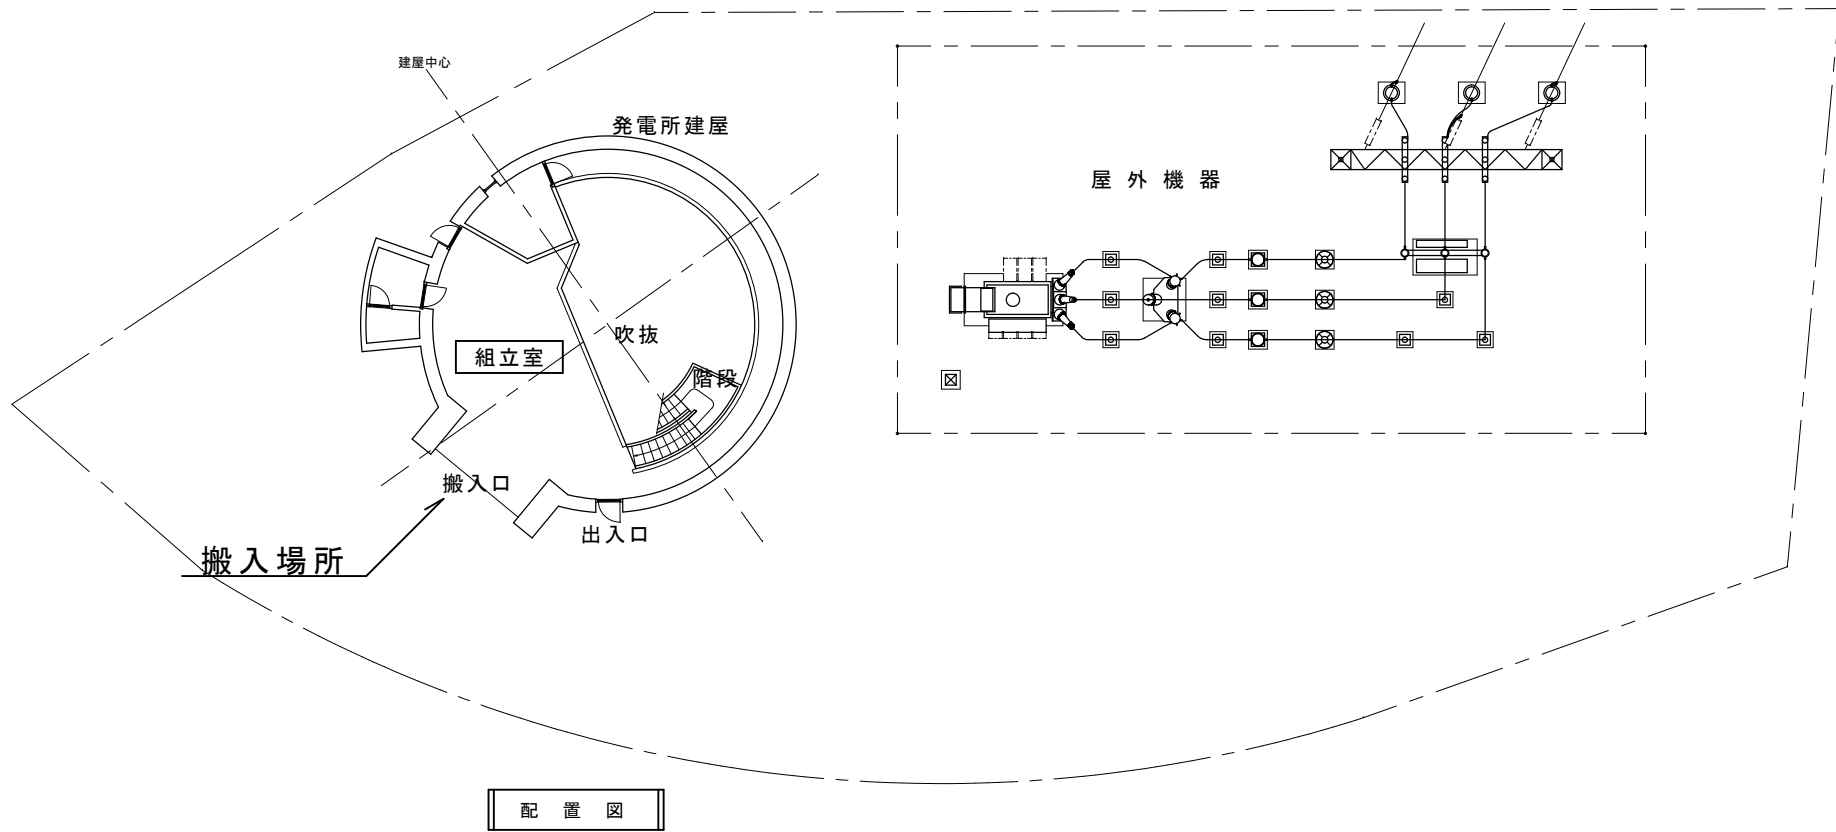 建屋中心
発電所建屋
屋外機器
吹抜
組立室
階段
搬入口
出入口
搬入場所
配置図